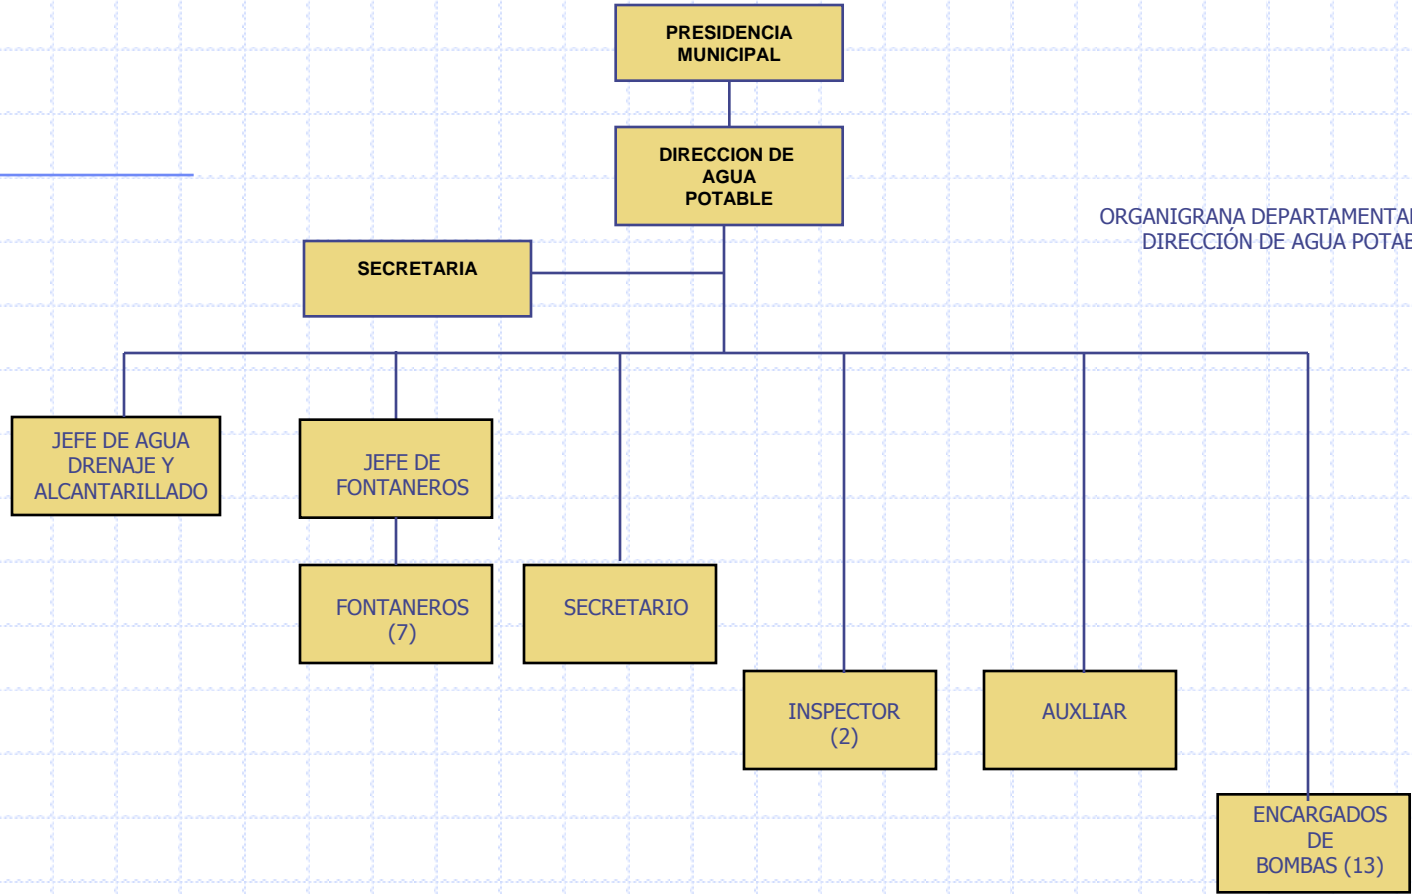 PRESIDENCIA
MUNICIPAL
DIRECCION DE
AGUA
POTABLE
ORGANIGRANA DEPARTAMENTAL
DIRECCIÓN DE AGUA POTAB
SECRETARIA
JEFE DE AGUA
DRENAJE Y
ALCANTARILLADO
JEFE DE
FONTANEROS
FONTANEROS
(7)
SECRETARIO
INSPECTOR
(2)
AUXLIAR
ENCARGADOS
DE
BOMBAS (13)